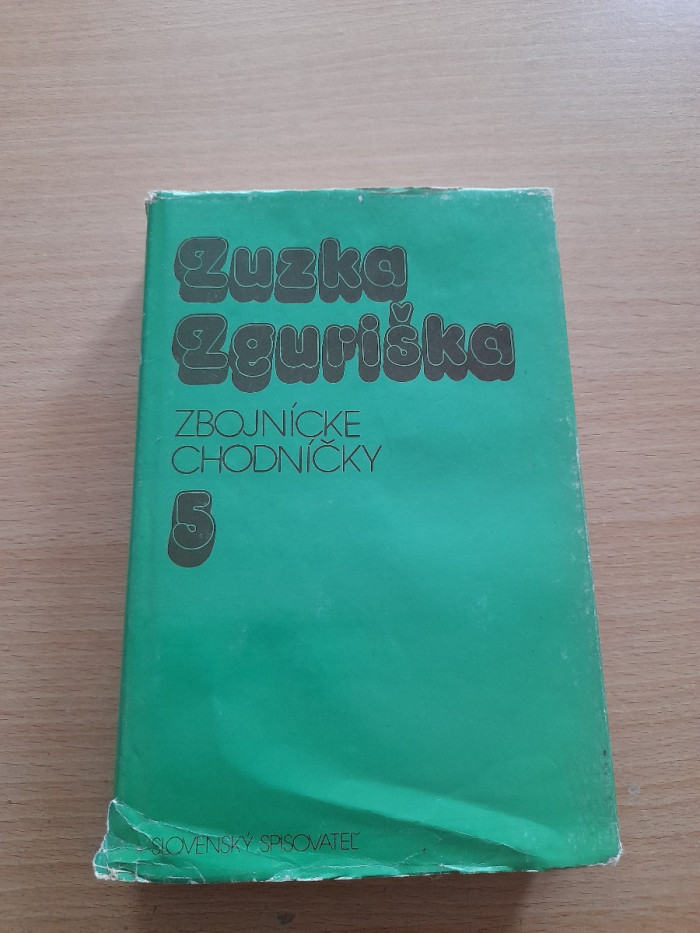 Zuzka
Zguriška
ZBOJNÍCKE
CHODNÍČKY
5
SLOVENSKÝ SPISOVATEĽ